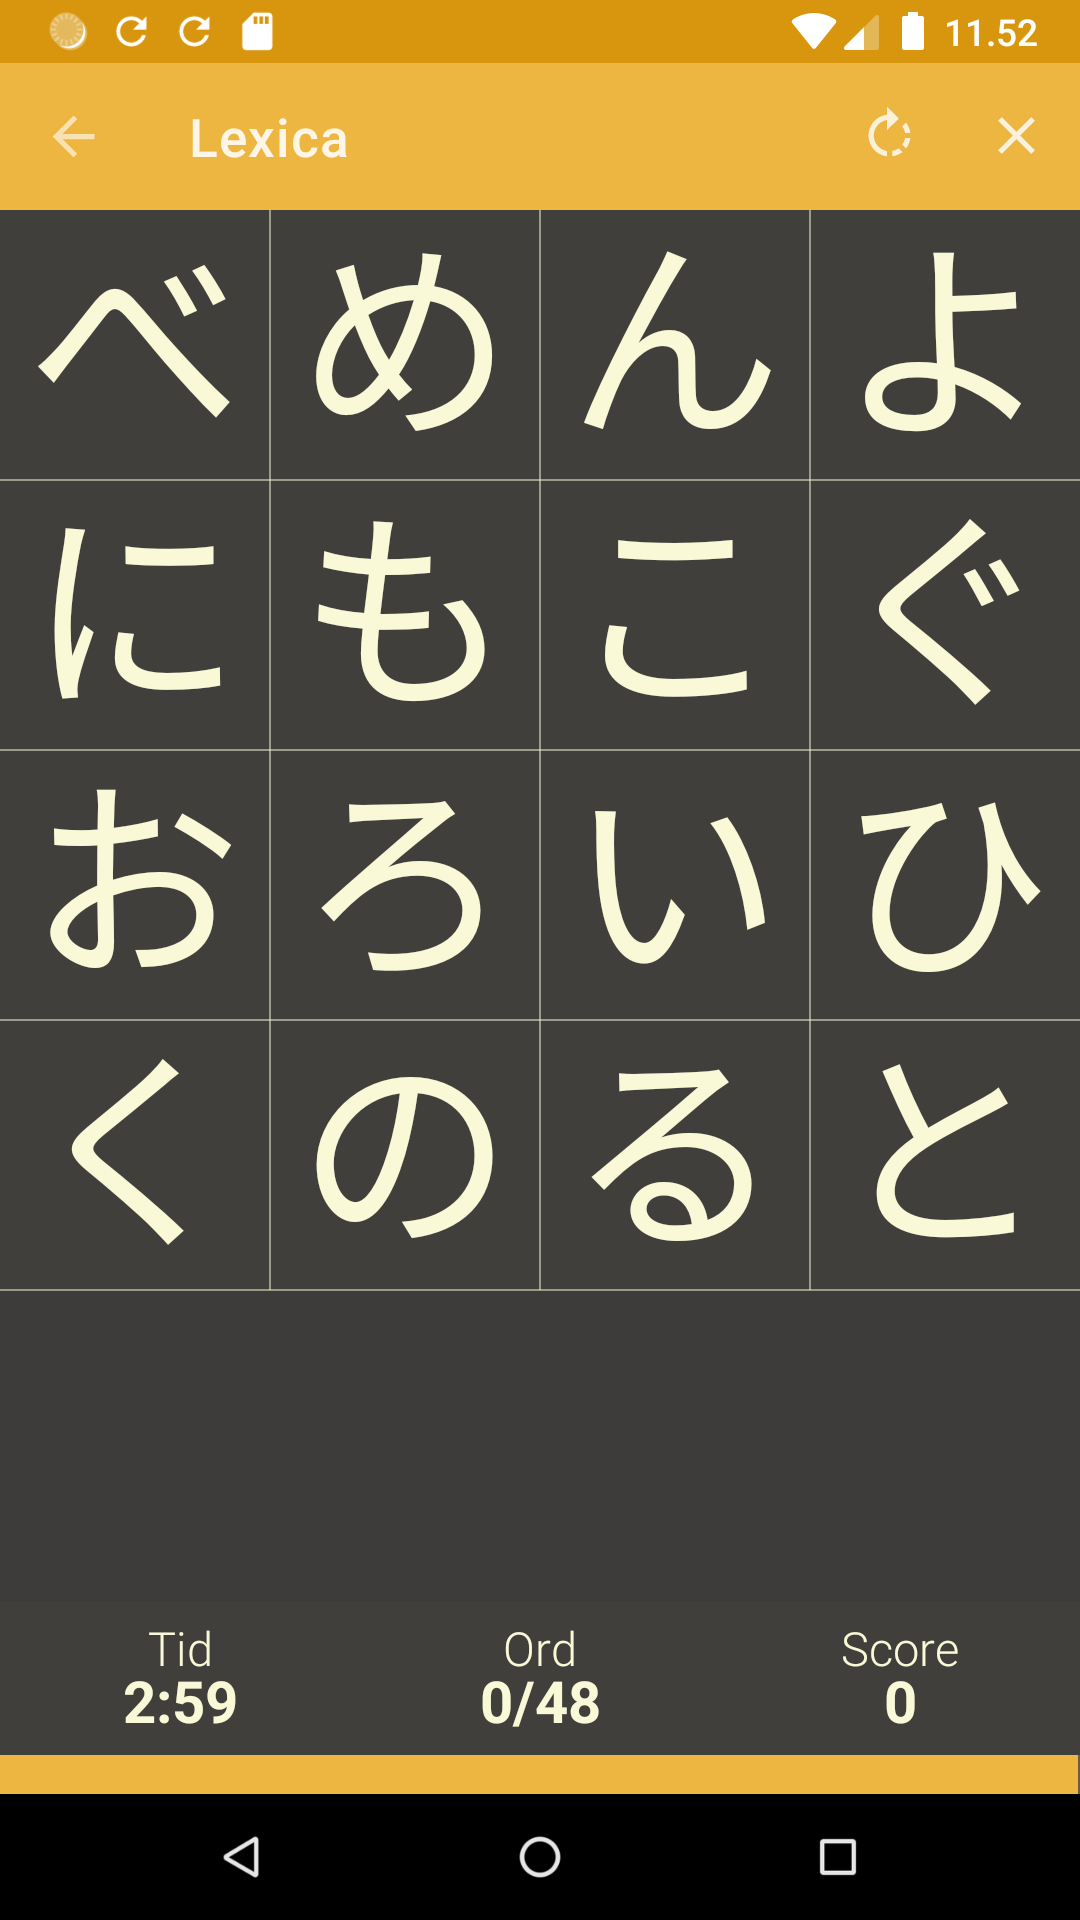 11.52
Lexica
べ め ん よ
に も こ ぐ
お ろ い ひ
く の る と
Tid Ord Score
2:59 0/48 0